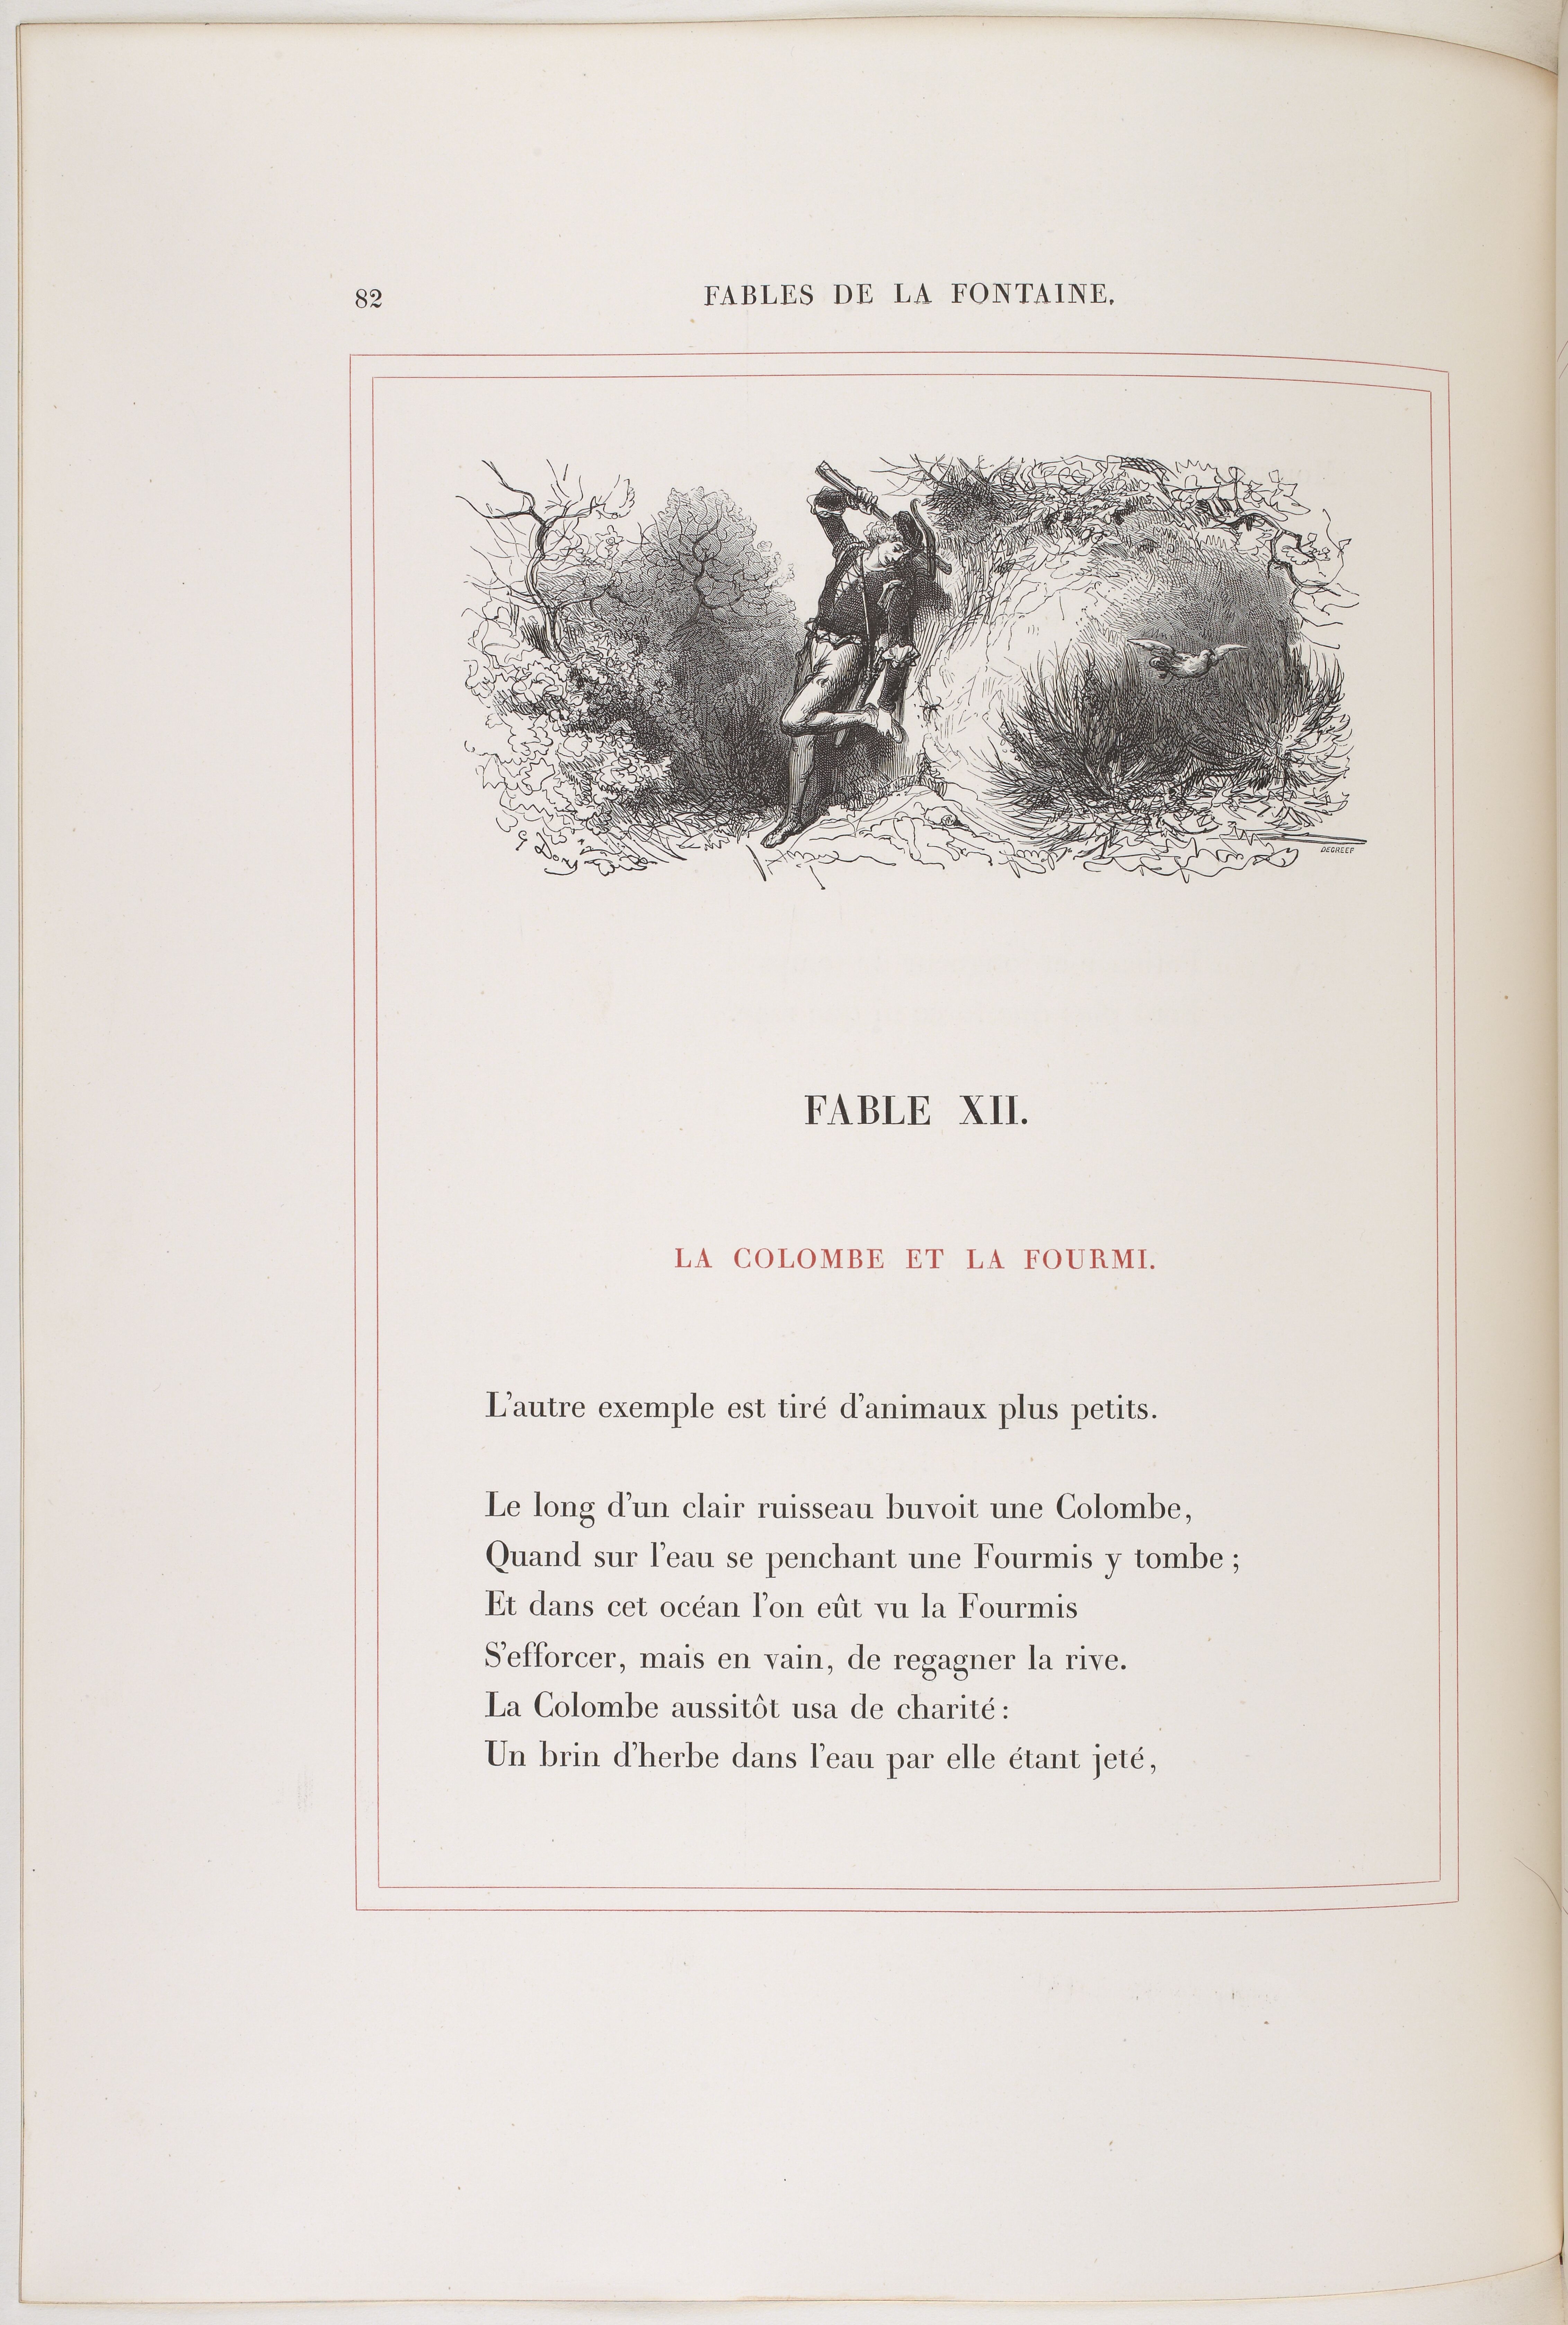 82
FABLES DE LA FONTAINE.
G Doré
DEGREEF
FABLE XII.
LA COLOMBE ET LA FOURMI.
L'autre exemple est tiré d'animaux plus petits.
Le long d'un clair ruisseau buvoit une Colombe,
Quand sur l'eau se penchant une Fourmis y tombe ;
Et dans cet océan l'on eût vu la Fourmis
S'efforcer, mais en vain, de regagner la rive.
La Colombe aussitôt usa de charité :
Un brin d'herbe dans l'eau par elle étant jeté,